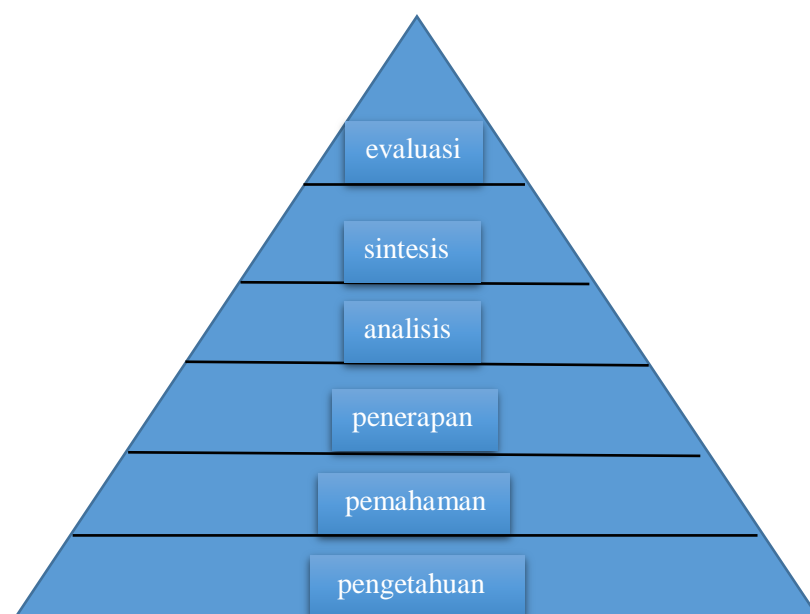 evaluasi
sintesis
analisis
penerapan
pemahaman
pengetahuan